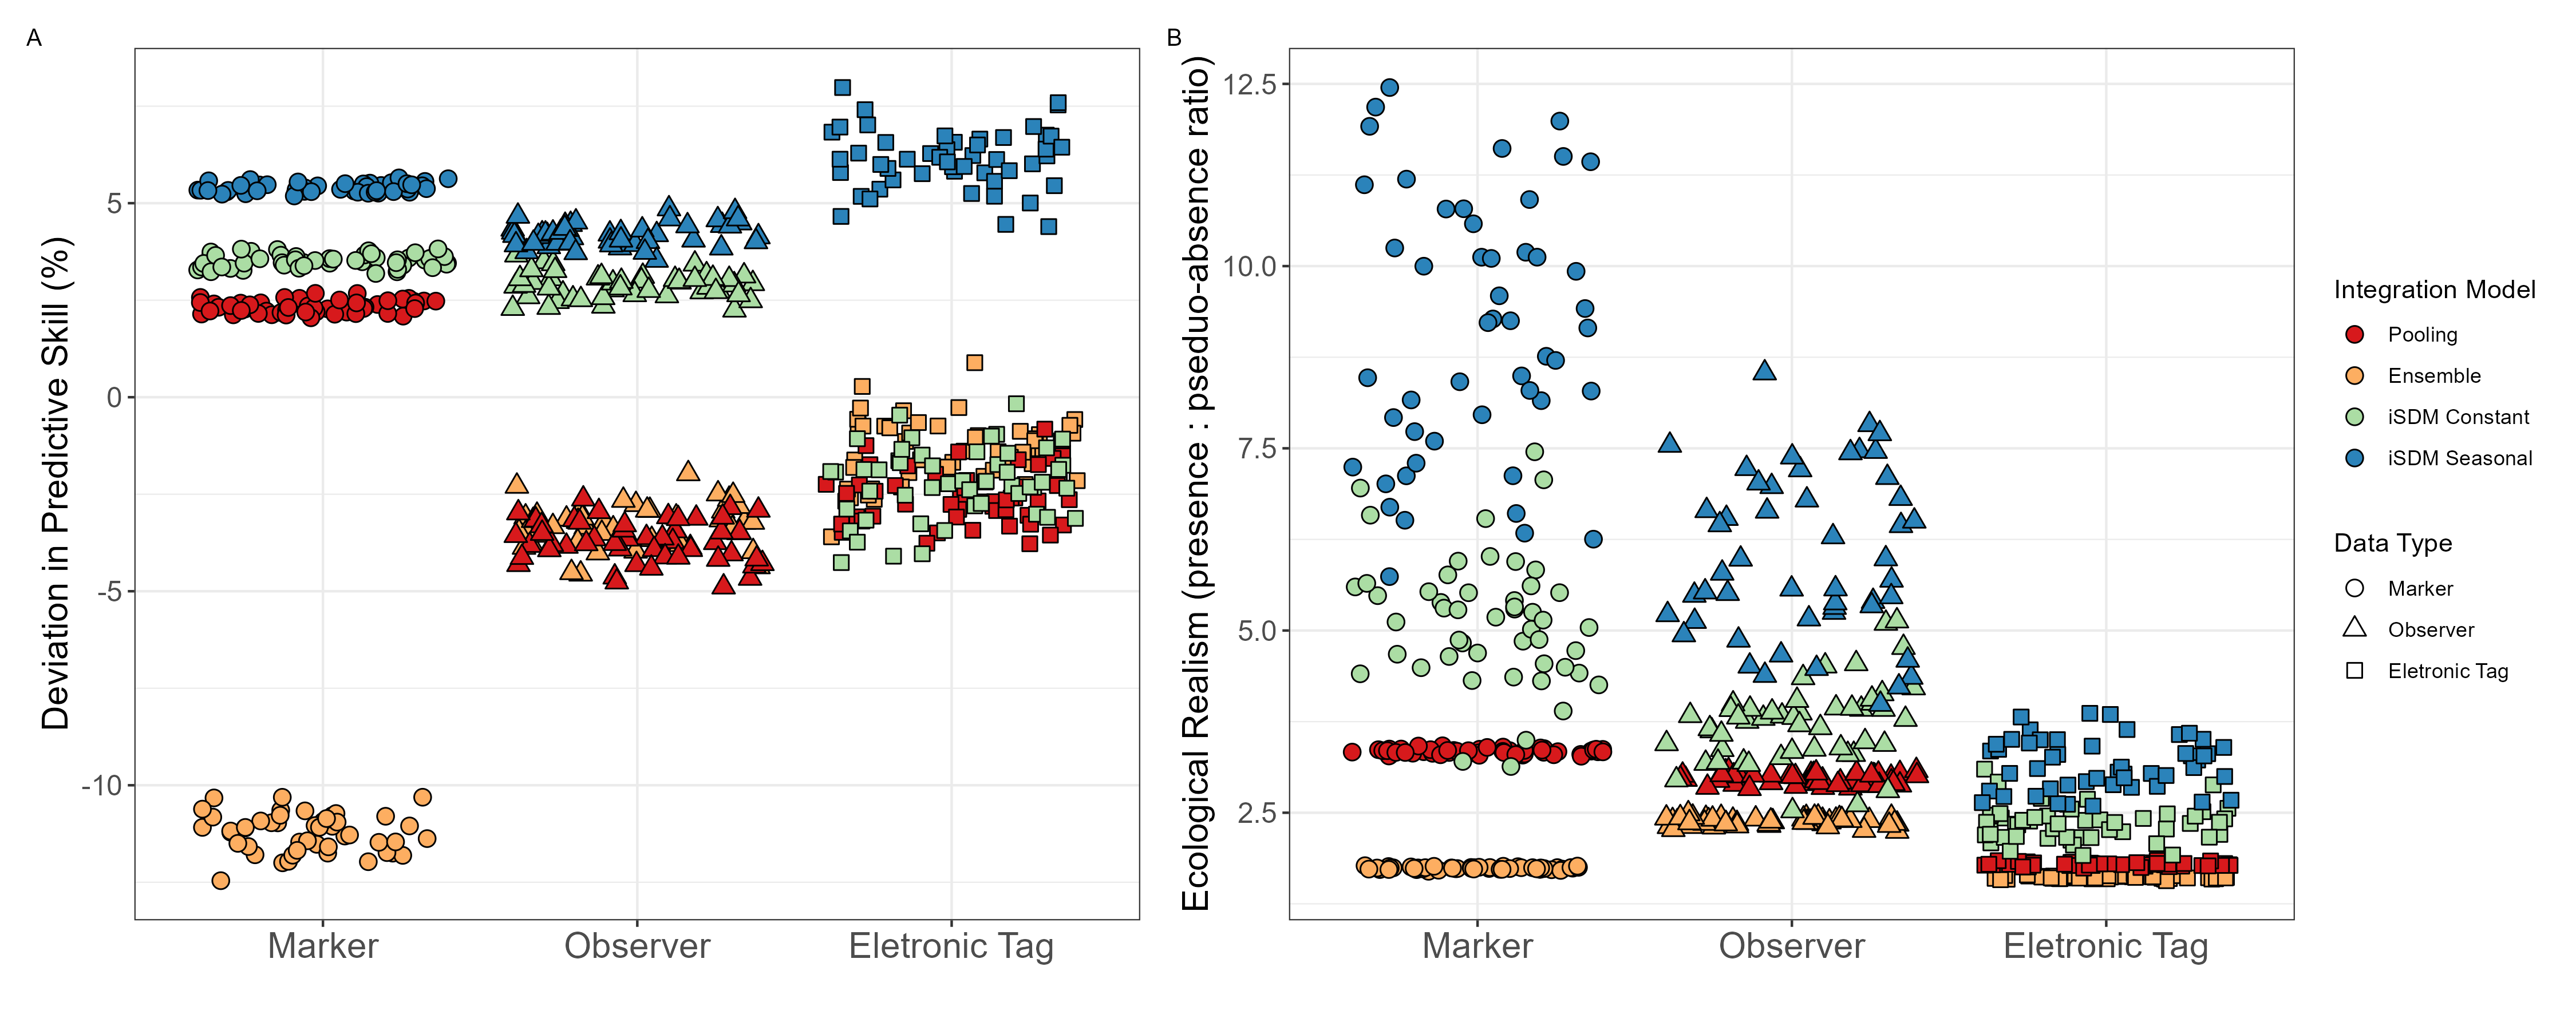 A
Deviation in Predictive Skill (%)
5
0
-5
-10
Marker
Observer
Eletronic Tag
B
Ecological Realism (presence : pseduo-absence ratio)
12.5
10.0
7.5
5.0
2.5
Marker
Observer
Eletronic Tag
Integration Model
Pooling
Ensemble
iSDM Constant
iSDM Seasonal
Data Type
Marker
Observer
Eletronic Tag